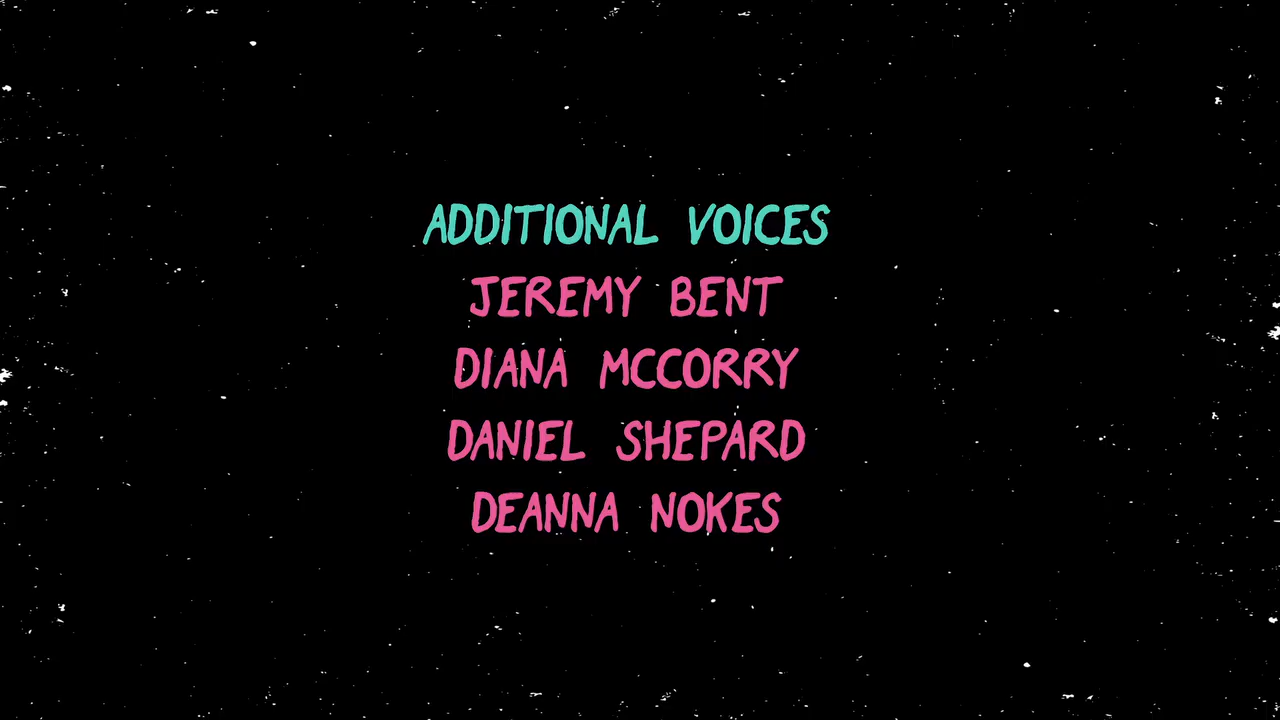 ADDITIONAL VOICES
JEREMY BENT
DIANA MCCORRY
DANIEL SHEPARD
DEANNA NOKES